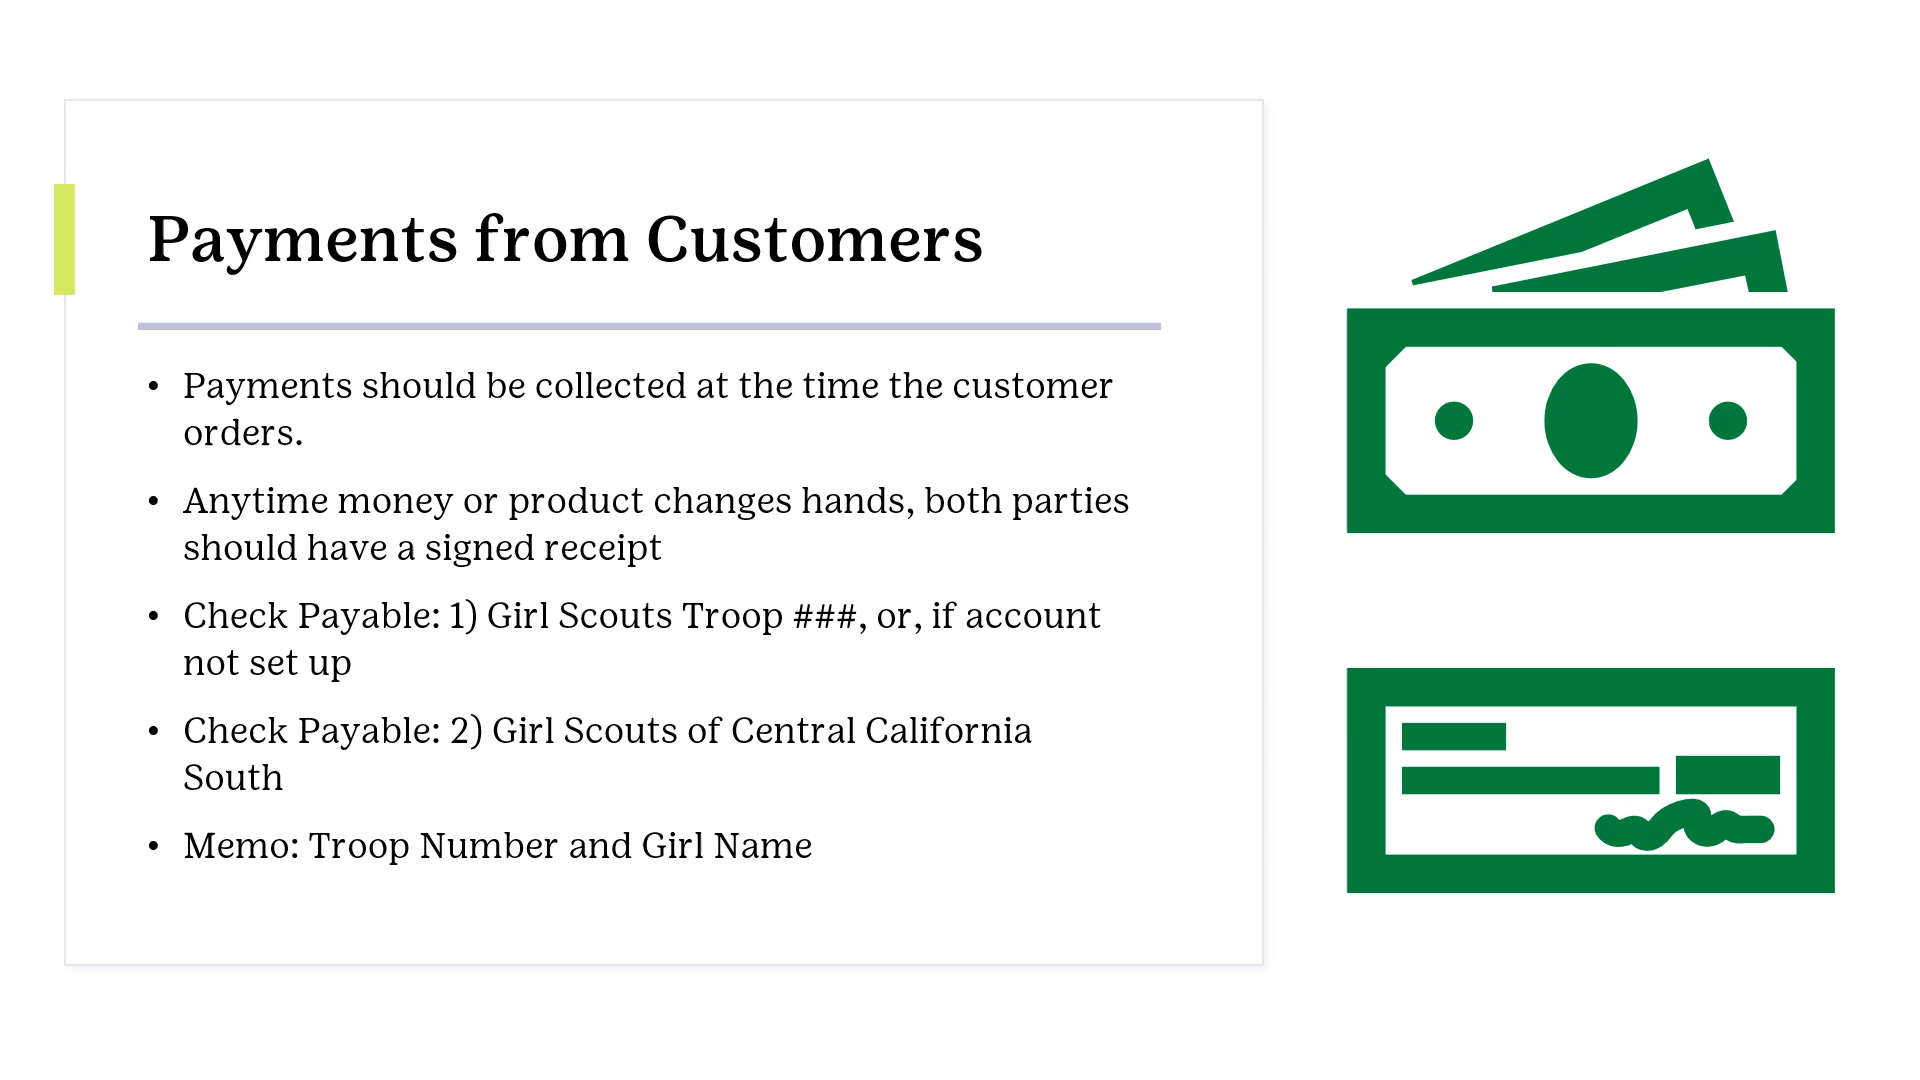 Payments from Customers
• Payments should be collected at the time the customer
orders.
• Anytime money or product changes hands, both parties
should have a signed receipt
• Check Payable: 1) Girl Scouts Troop ###, or, if account
not set up
• Check Payable: 2) Girl Scouts of Central California
South
• Memo: Troop Number and Girl Name